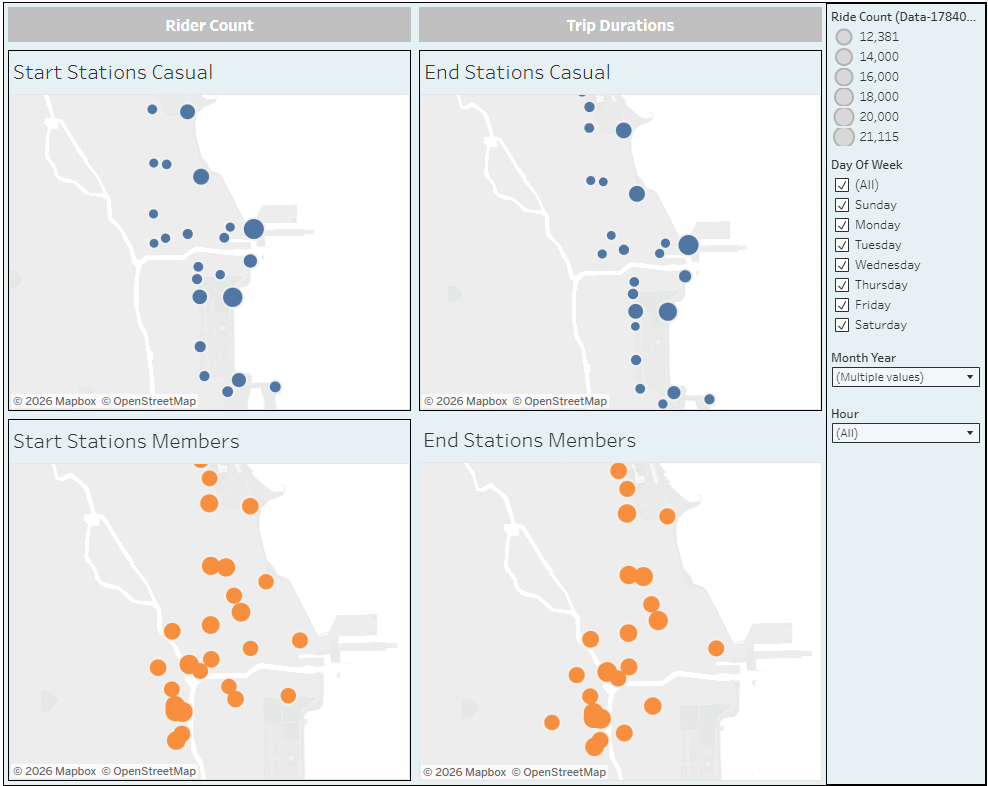 Rider Count
Trip Durations
Start Stations Casual
© 2026 Mapbox © OpenStreetMap
End Stations Casual
© 2026 Mapbox © OpenStreetMap
Start Stations Members
© 2026 Mapbox © OpenStreetMap
End Stations Members
© 2026 Mapbox © OpenStreetMap
Ride Count (Data-17840...
12,381
14,000
16,000
18,000
20,000
21,115
Day Of Week
(All)
Sunday
Monday
Tuesday
Wednesday
Thursday
Friday
Saturday
Month Year
(Multiple values)
Hour
(All)